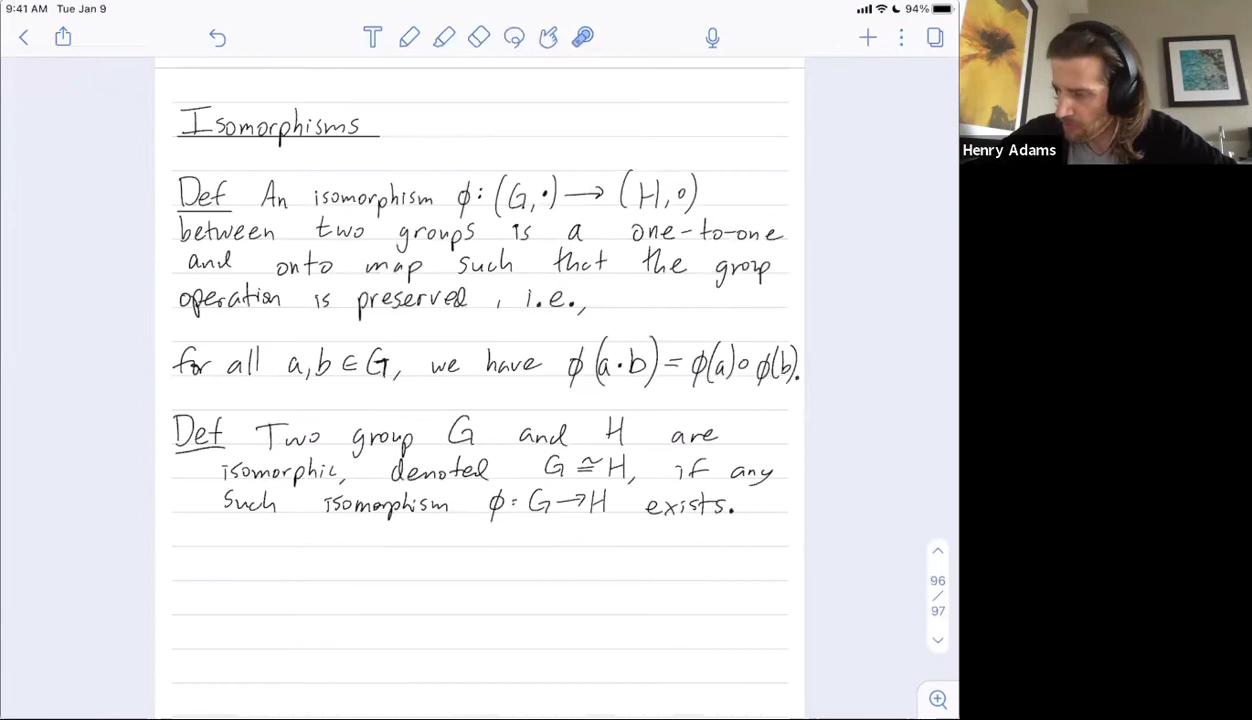 9:41 AM Tue Jan 9
94%
Isomorphisms
Henry Adams
Def An isomorphism ϕ: (G, ·) → (H, ∘)
between two groups is a one-to-one
and onto map such that the group
operation is preserved, i.e.,
for all a, b ∈ G, we have ϕ(a·b) = ϕ(a)∘ϕ(b).
Def Two group G and H are
isomorphic, denoted G ≅ H, if any
such isomorphism ϕ: G → H exists.
96
/
97